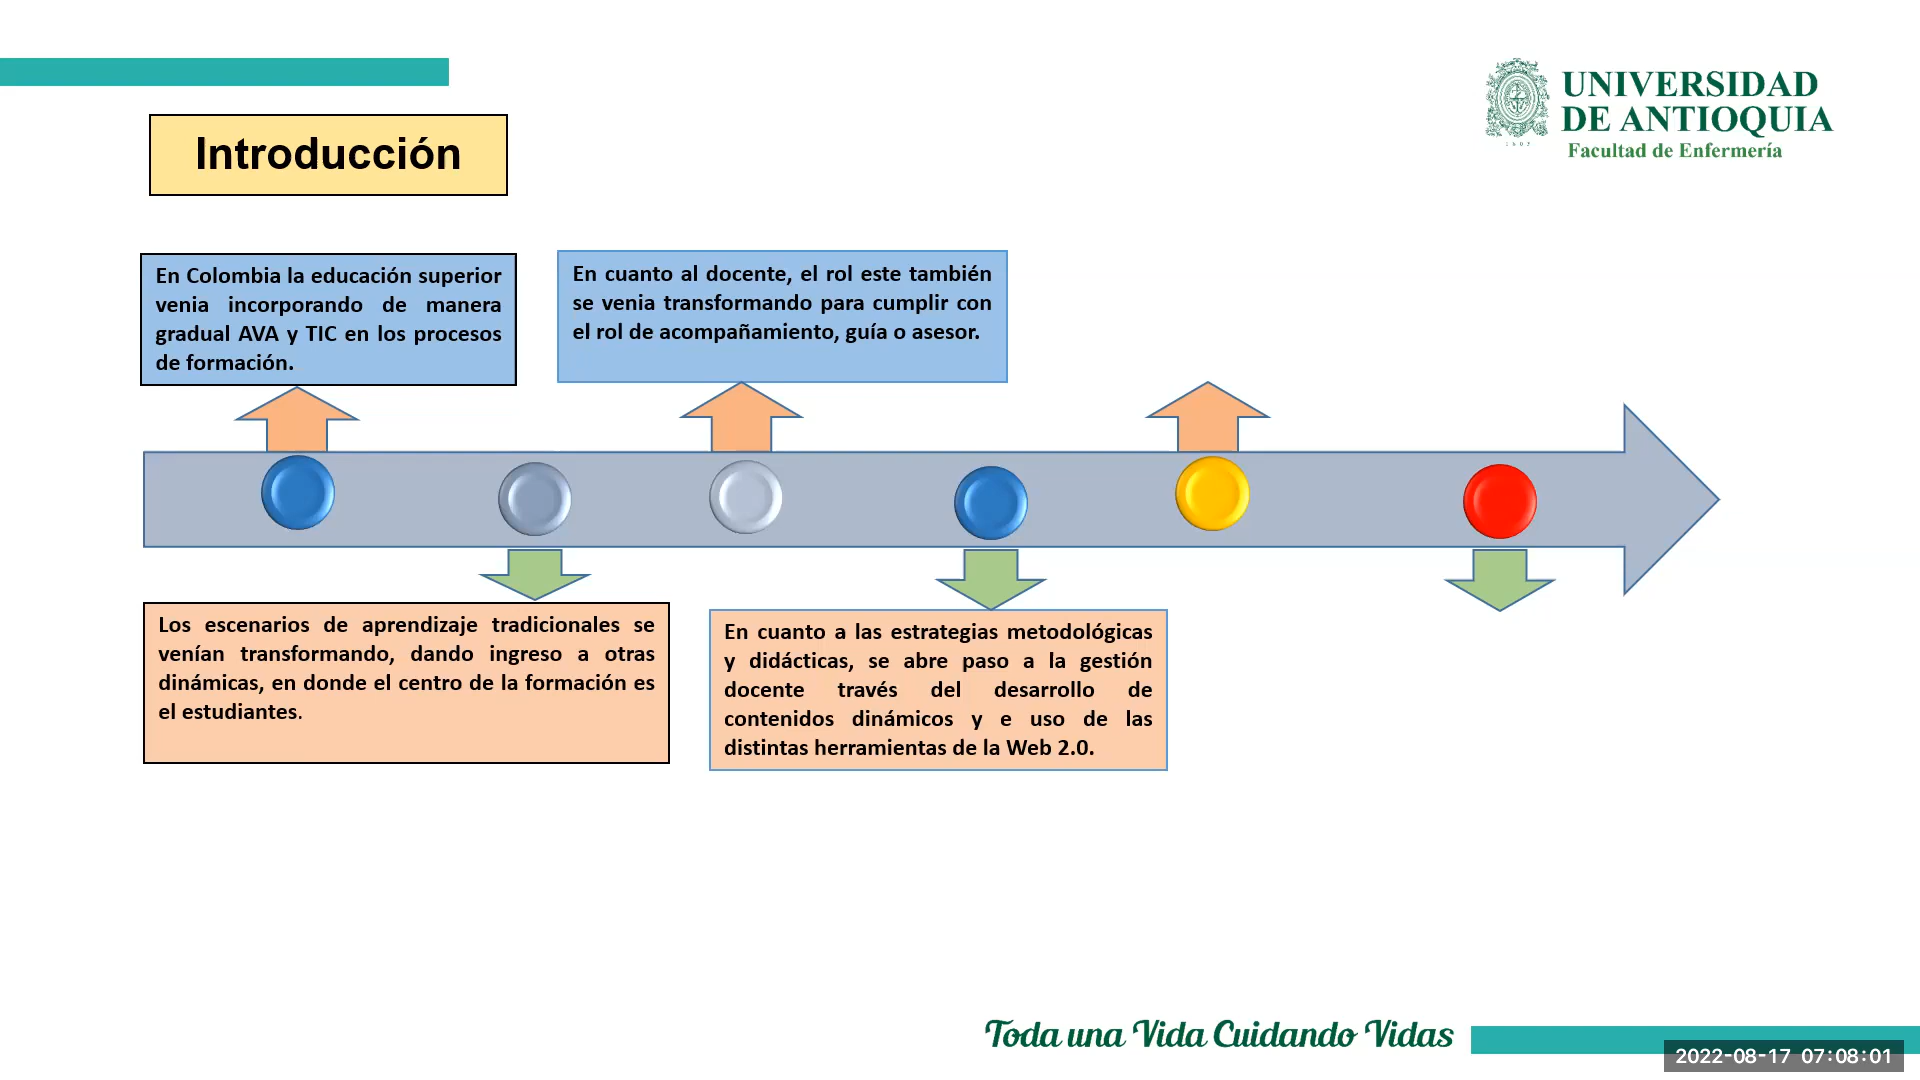 UNIVERSIDAD
DE ANTIOQUIA
1803
Facultad de Enfermería
Introducción
En Colombia la educación superior
venia incorporando de manera
gradual AVA y TIC en los procesos
de formación.
En cuanto al docente, el rol este también
se venia transformando para cumplir con
el rol de acompañamiento, guía o asesor.
Los escenarios de aprendizaje tradicionales se
venían transformando, dando ingreso a otras
dinámicas, en donde el centro de la formación es
el estudiantes.
En cuanto a las estrategias metodológicas
y didácticas, se abre paso a la gestión
docente través del desarrollo de
contenidos dinámicos y e uso de las
distintas herramientas de la Web 2.0.
Toda una Vida Cuidando Vidas
2022-08-17 07:08:01